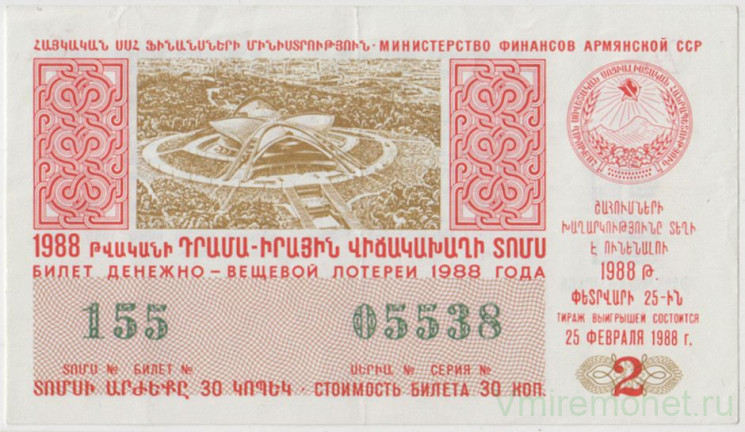 ՀԱՅԿԱԿԱՆ ՍՍՀ ՖԻՆԱՆՍՆԵՐԻ ՄԻՆԻՍՏՐՈՒԹՅՈՒՆ · МИНИСТЕРСТВО ФИНАНСОВ АРМЯНСКОЙ ССР
1988 ԹՎԱԿԱՆԻ ԴՐԱՄԱ-ԻՐԱՅԻՆ ՎԻՃԱԿԱԽԱՂԻ ՏՈՄՍ
БИЛЕТ ДЕНЕЖНО – ВЕЩЕВОЙ ЛОТЕРЕИ 1988 ГОДА
155 05538
ՏՈՄՍ № БИЛЕТ № ՍԵՐԻԱ № СЕРИЯ №
ՏՈՄՍԻ ԱՐԺԵՔԸ 30 ԿՈՊԵԿ · СТОИМОСТЬ БИЛЕТА 30 КОП.
ՇԱՀՈՒՄՆԵՐԻ
ԽԱՂԱՐԿՈՒԹՅՈՒՆԸ ՏԵՂԻ
Է ՈՒՆԵՆԱԼՈՒ
1988 Թ.
ՓԵՏՐՎԱՐԻ 25-ԻՆ
ТИРАЖ ВЫИГРЫШЕЙ СОСТОИТСЯ
25 ФЕВРАЛЯ 1988 г.
2
vmiremonet.ru